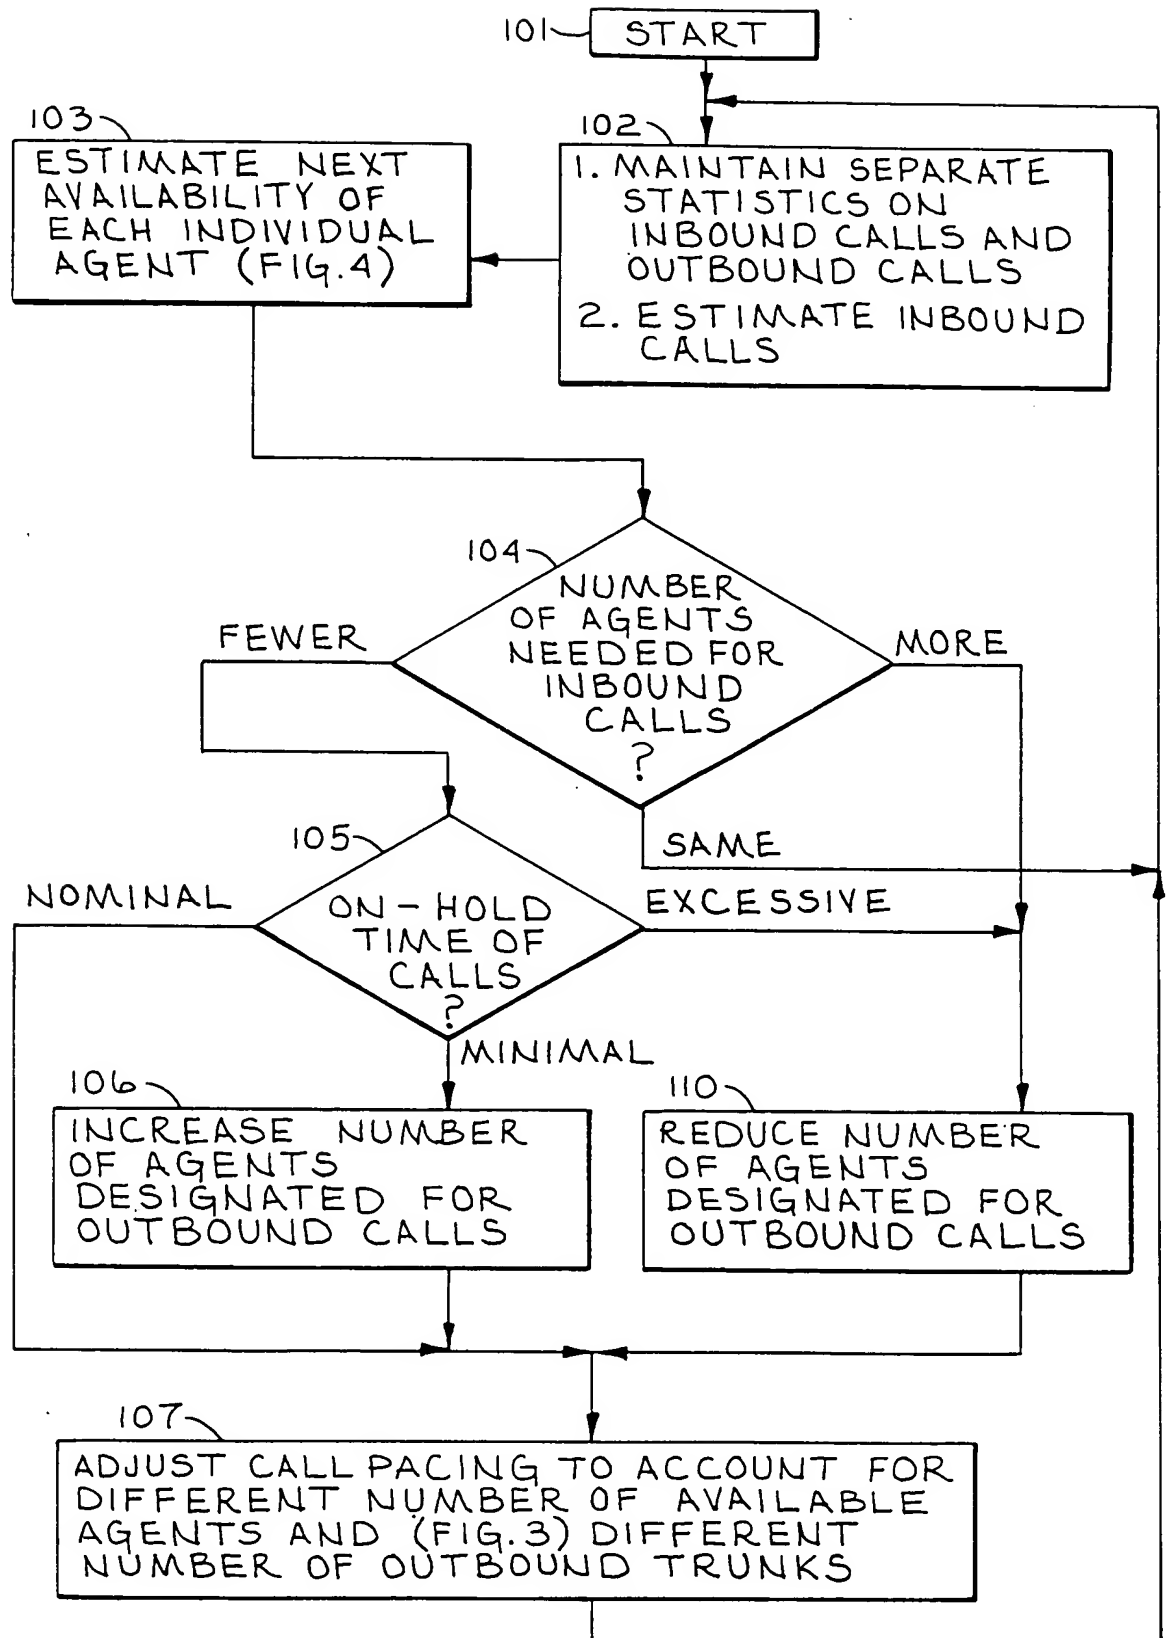 101
START
103
ESTIMATE NEXT
AVAILABILITY OF
EACH INDIVIDUAL
AGENT (FIG.4)
102
1. MAINTAIN SEPARATE
STATISTICS ON
INBOUND CALLS AND
OUTBOUND CALLS
2. ESTIMATE INBOUND
CALLS
104
NUMBER
OF AGENTS
NEEDED FOR
INBOUND
CALLS
?
FEWER
MORE
SAME
105
ON-HOLD
TIME OF
CALLS
?
NOMINAL
EXCESSIVE
MINIMAL
106
INCREASE NUMBER
OF AGENTS
DESIGNATED FOR
OUTBOUND CALLS
110
REDUCE NUMBER
OF AGENTS
DESIGNATED FOR
OUTBOUND CALLS
107
ADJUST CALL PACING TO ACCOUNT FOR
DIFFERENT NUMBER OF AVAILABLE
AGENTS AND (FIG.3) DIFFERENT
NUMBER OF OUTBOUND TRUNKS